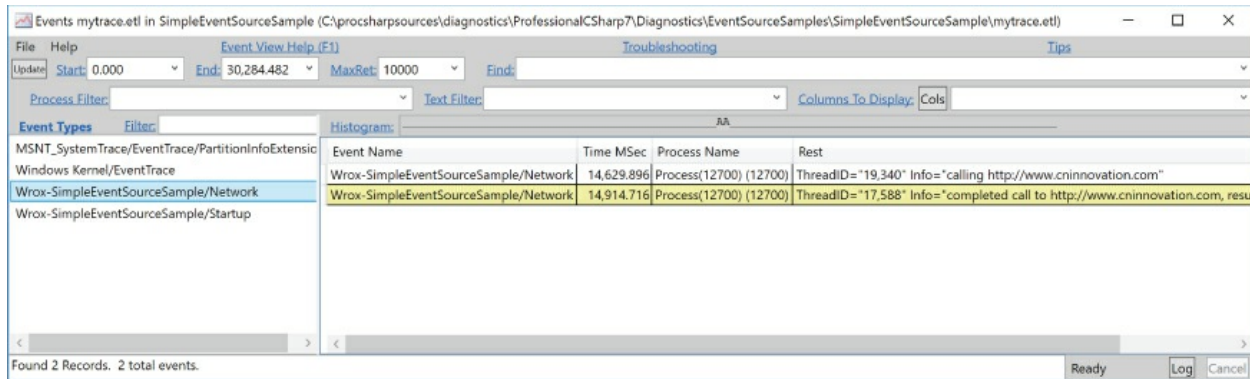 Events mytrace.etl in SimpleEventSourceSample (C:\procsharpsources\diagnostics\ProfessionalCSharp7\Diagnostics\EventSourceSamples\SimpleEventSourceSample\mytrace.etl)
File Help Event View Help (F1) Troubleshooting Tips
Update Start: 0.000 End: 30,284.482 MaxRet: 10000 Find:
Process Filter: Text Filter: Columns To Display: Cols
Event Types Filter: Histogram: AA
MSNT_SystemTrace/EventTrace/PartitionInfoExtensic Event Name Time MSec Process Name Rest
Windows Kernel/EventTrace Wrox-SimpleEventSourceSample/Network 14,629.896 Process(12700) (12700) ThreadID="19,340" Info="calling http://www.cninnovation.com"
Wrox-SimpleEventSourceSample/Network Wrox-SimpleEventSourceSample/Network 14,914.716 Process(12700) (12700) ThreadID="17,588" Info="completed call to http://www.cninnovation.com, resu
Wrox-SimpleEventSourceSample/Startup
Found 2 Records. 2 total events. Ready Log Cancel